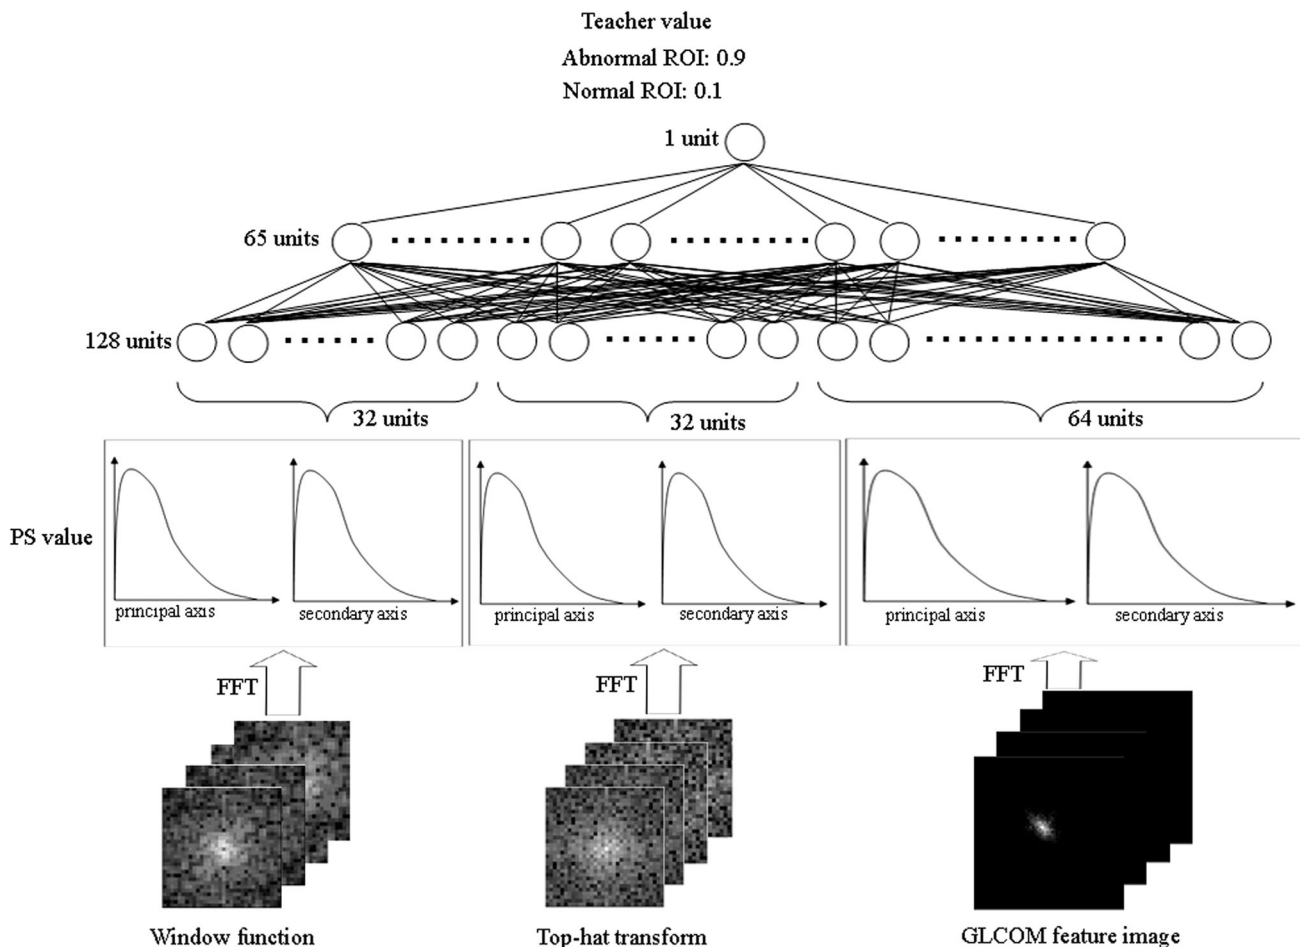 Teacher value
Abnormal ROI: 0.9
Normal ROI: 0.1
1 unit
65 units
128 units
32 units
32 units
64 units
PS value
principal axis
secondary axis
principal axis
secondary axis
principal axis
secondary axis
FFT
FFT
FFT
Window function
Top-hat transform
GLCOM feature image